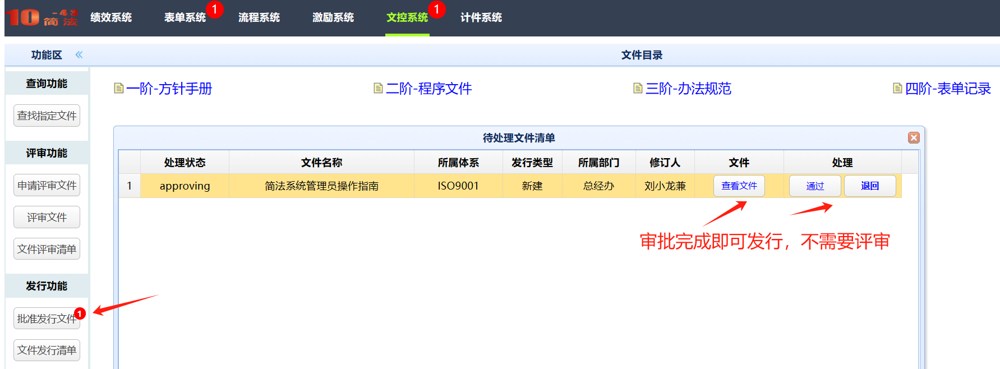 10 -43 简法 绩效系统 表单系统 1 流程系统 激励系统 文控系统 1 计件系统
功能区 « 文件目录
查询功能
一阶-方针手册 二阶-程序文件 三阶-办法规范 四阶-表单记录
查找指定文件
待处理文件清单
评审功能
处理状态 文件名称 所属体系 发行类型 所属部门 修订人 文件 处理
1 approving 简法系统管理员操作指南 ISO9001 新建 总经办 刘小龙兼 查看文件 通过 退回
申请评审文件
评审文件
审批完成即可发行，不需要评审
文件评审清单
发行功能
批准发行文件 1
文件发行清单